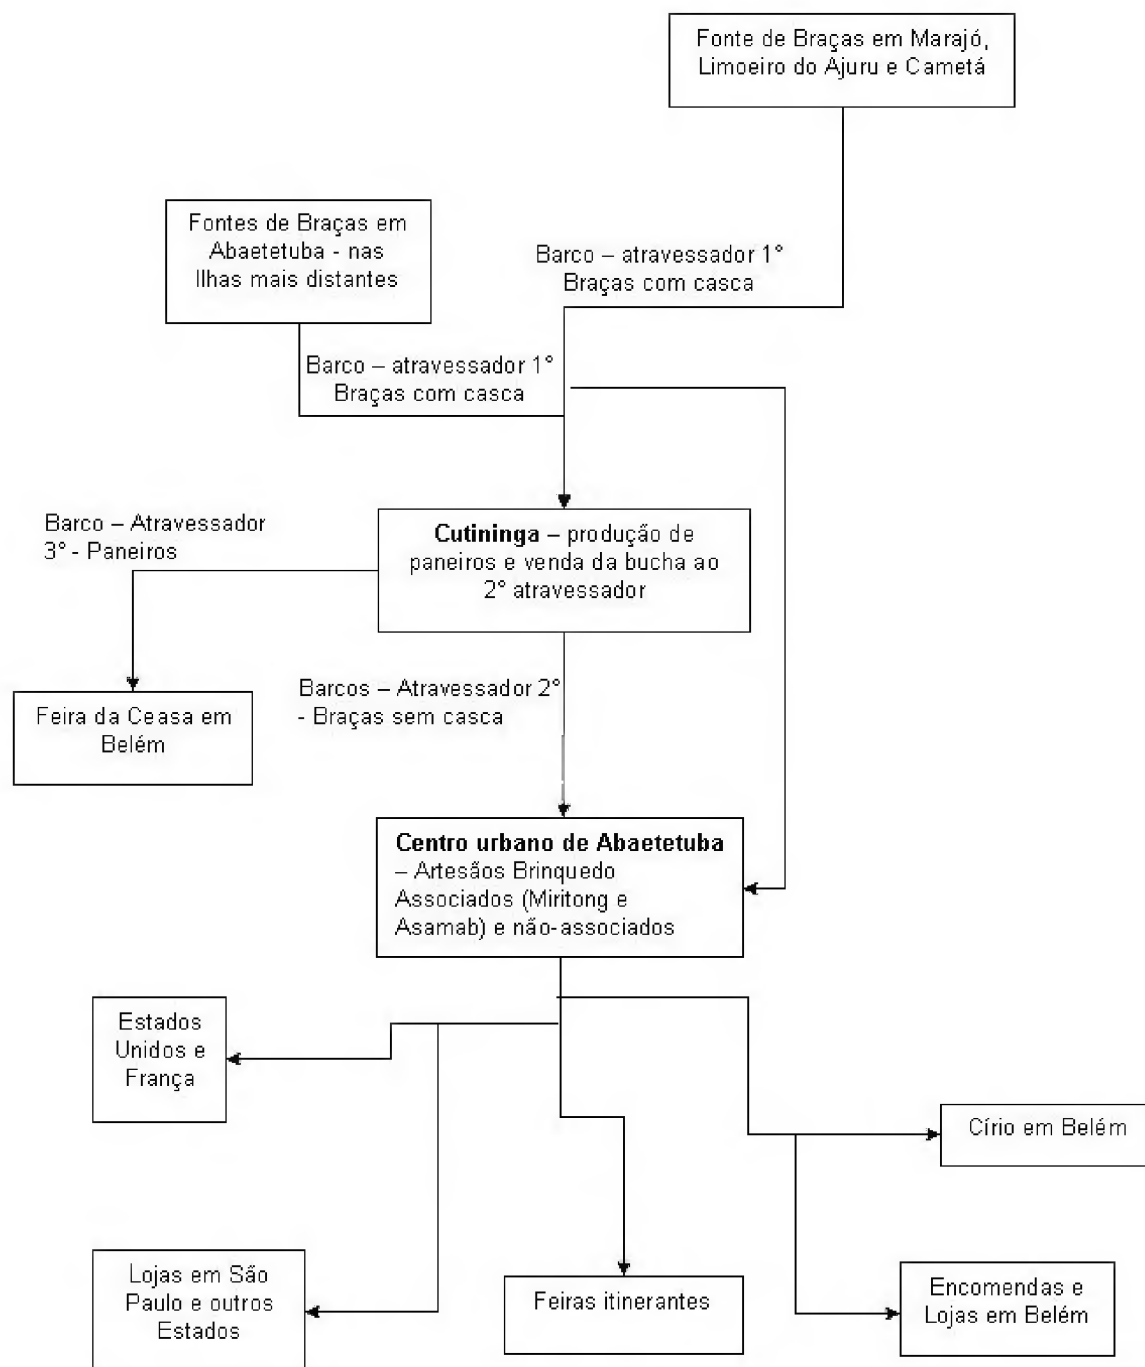 Fonte de Braças em Marajó,
Limoeiro do Ajuru e Cametá
Fontes de Braças em
Abaetetuba - nas
Ilhas mais distantes
Barco – atravessador 1°
Braças com casca
Barco – atravessador 1°
Braças com casca
Barco – Atravessador
3° - Paneiros
Cutininga – produção de
paneiros e venda da bucha ao
2° atravessador
Feira da Ceasa em
Belém
Barcos – Atravessador 2°
- Braças sem casca
Centro urbano de Abaetetuba
– Artesãos Brinquedo
Associados (Miritong e
Asamab) e não-associados
Estados
Unidos e
França
Círio em Belém
Lojas em São
Paulo e outros
Estados
Feiras itinerantes
Encomendas e
Lojas em Belém